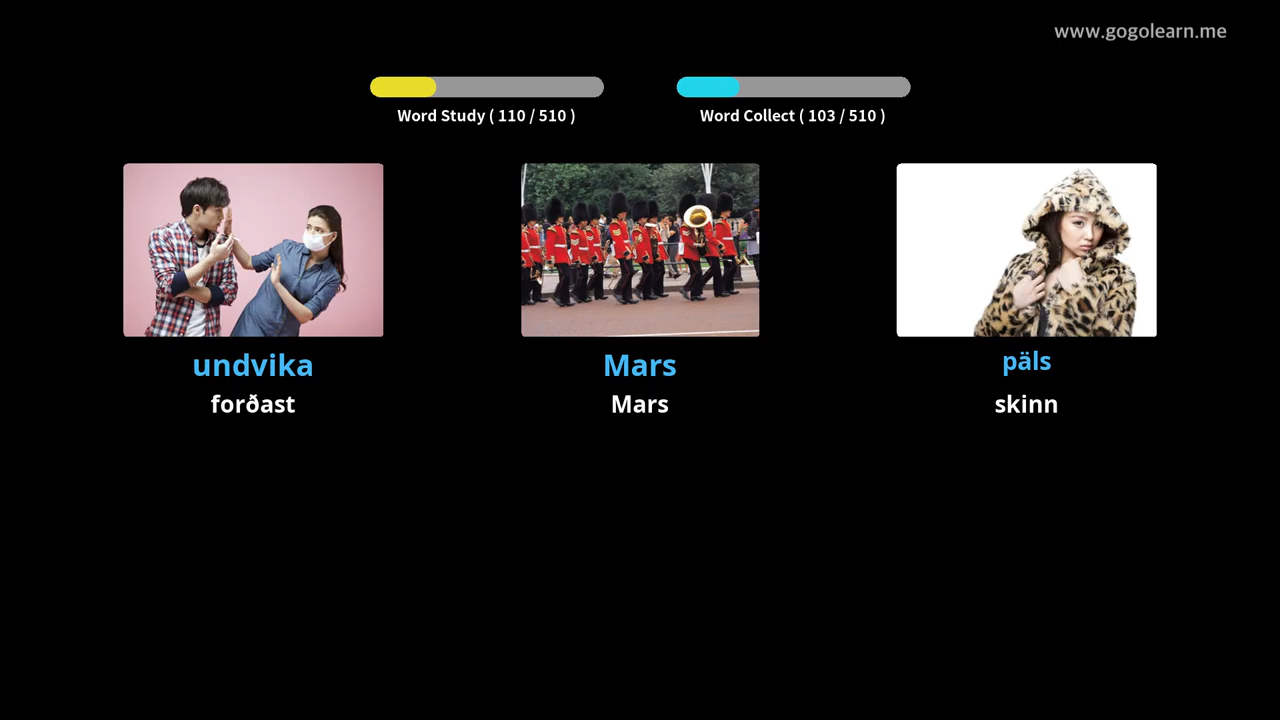 www.gogolearn.me
Word Study ( 110 / 510 )
Word Collect ( 103 / 510 )
undvika
Mars
päls
forðast
Mars
skinn